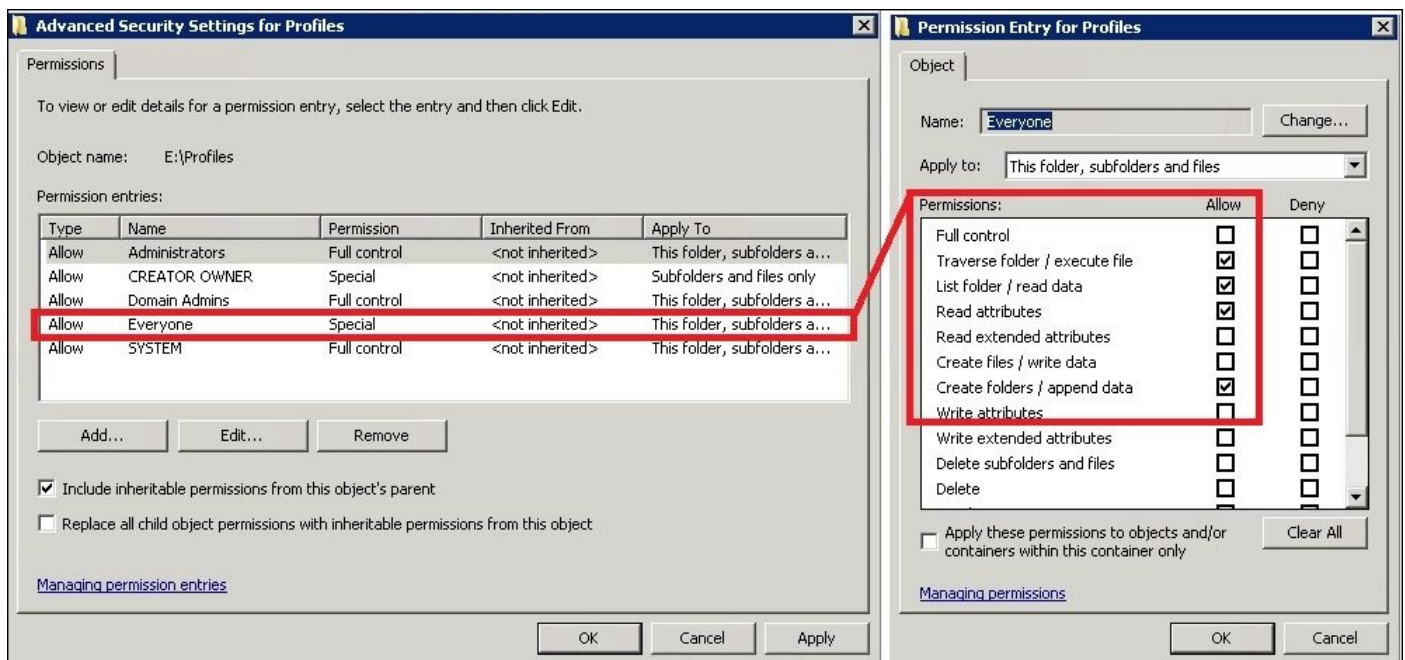 Advanced Security Settings for Profiles
Permissions
To view or edit details for a permission entry, select the entry and then click Edit.
Object name: E:\Profiles
Permission entries:
Type Name Permission Inherited From Apply To
Allow Administrators Full control <not inherited> This folder, subfolders a...
Allow CREATOR OWNER Special <not inherited> Subfolders and files only
Allow Domain Admins Full control <not inherited> This folder, subfolders a...
Allow Everyone Special <not inherited> This folder, subfolders a...
Allow SYSTEM Full control <not inherited> This folder, subfolders a...
Add... Edit... Remove
Include inheritable permissions from this object's parent
Replace all child object permissions with inheritable permissions from this object
Managing permission entries
OK Cancel Apply
Permission Entry for Profiles
Object
Name: Everyone Change...
Apply to: This folder, subfolders and files
Permissions: Allow Deny
Full control
Traverse folder / execute file
List folder / read data
Read attributes
Read extended attributes
Create files / write data
Create folders / append data
Write attributes
Write extended attributes
Delete subfolders and files
Delete
Apply these permissions to objects and/or
containers within this container only
Clear All
Managing permissions
OK Cancel